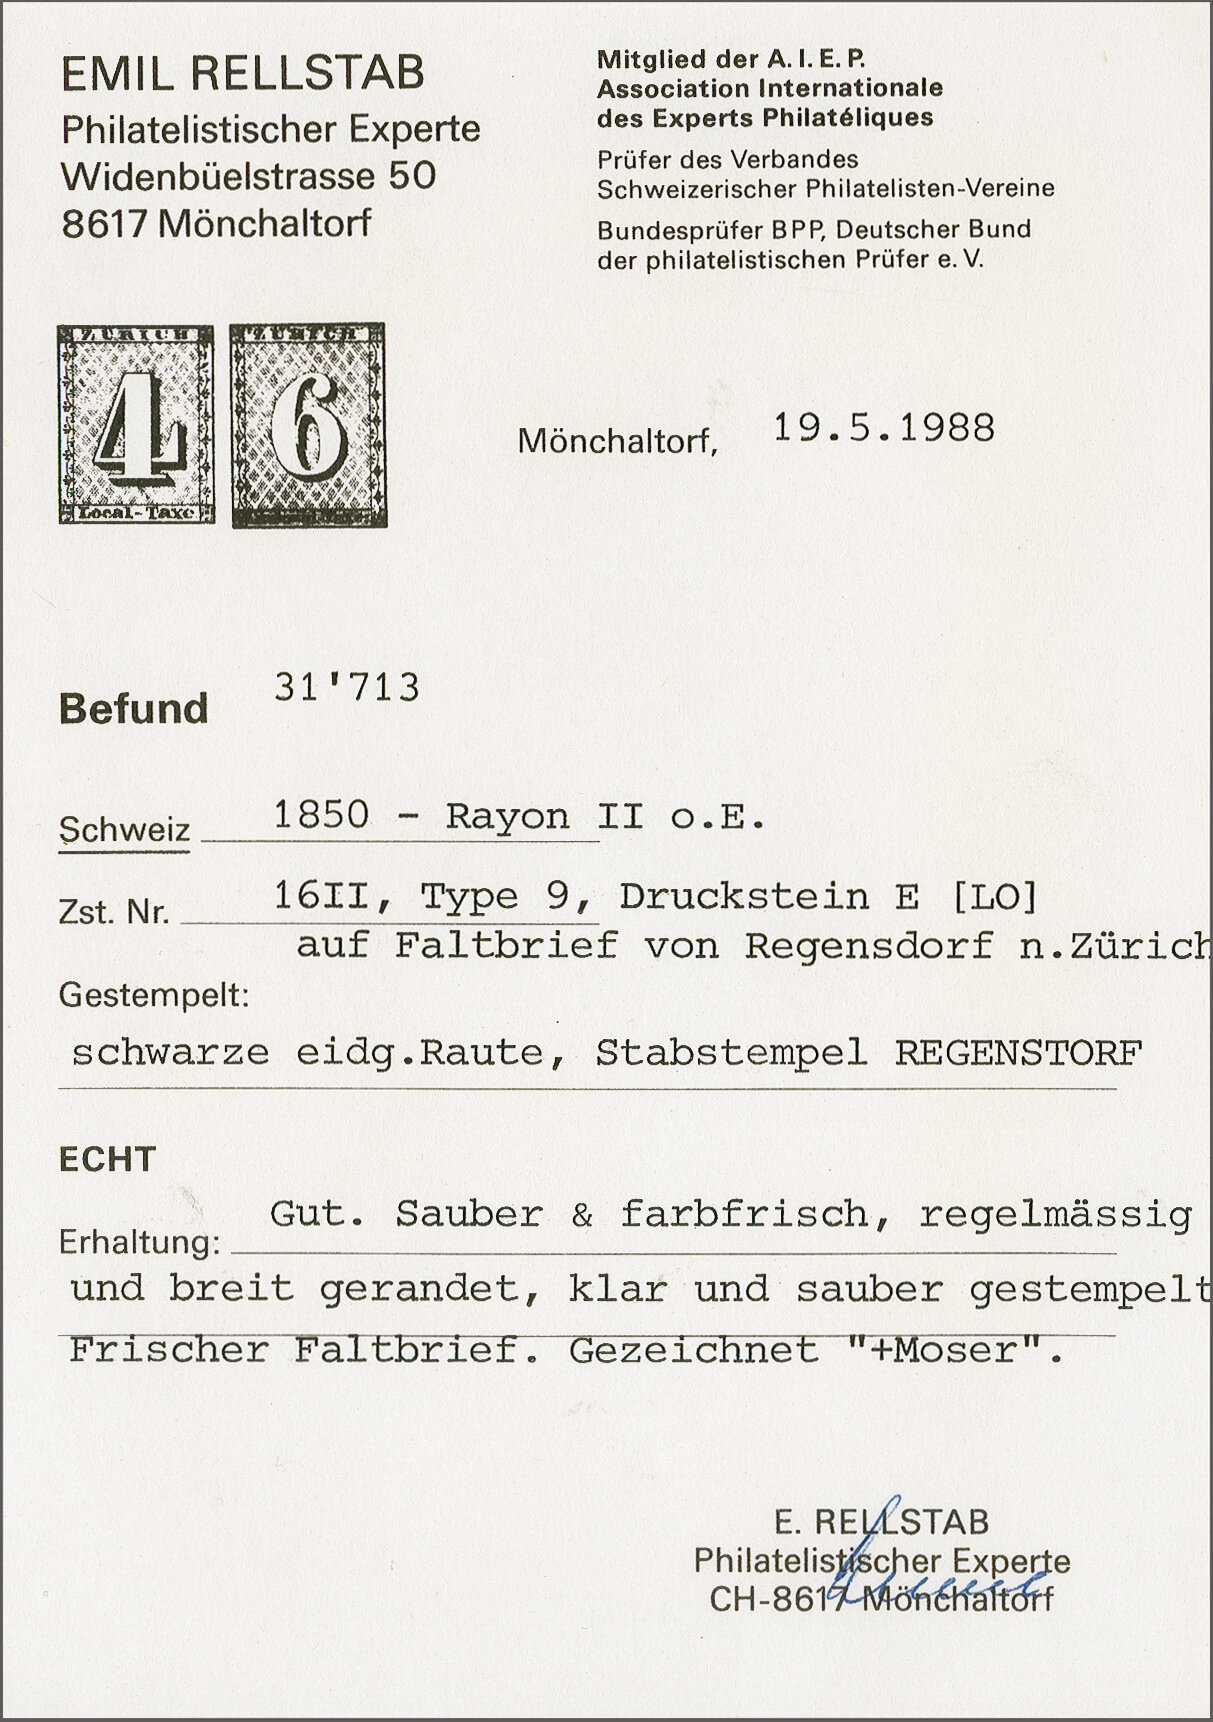 EMIL RELLSTAB
Philatelistischer Experte
Widenbüelstrasse 50
8617 Mönchaltorf
Mitglied der A. I. E. P.
Association Internationale
des Experts Philatéliques
Prüfer des Verbandes
Schweizerischer Philatelisten-Vereine
Bundesprüfer BPP, Deutscher Bund
der philatelistischen Prüfer e. V.
ZÜRICH
4
Local-Taxe
ZÜRICH
6
Mönchaltorf, 19.5.1988
Befund 31'713
Schweiz 1850 - Rayon II o.E.
Zst. Nr. 16II, Type 9, Druckstein E [LO]
auf Faltbrief von Regensdorf n.Zürich
Gestempelt:
schwarze eidg.Raute, Stabstempel REGENSTORF
ECHT
Erhaltung: Gut. Sauber & farbfrisch, regelmässig
und breit gerandet, klar und sauber gestempelt
Frischer Faltbrief. Gezeichnet "+Moser".
E. RELLSTAB
Philatelistischer Experte
CH-8617 Mönchaltorf